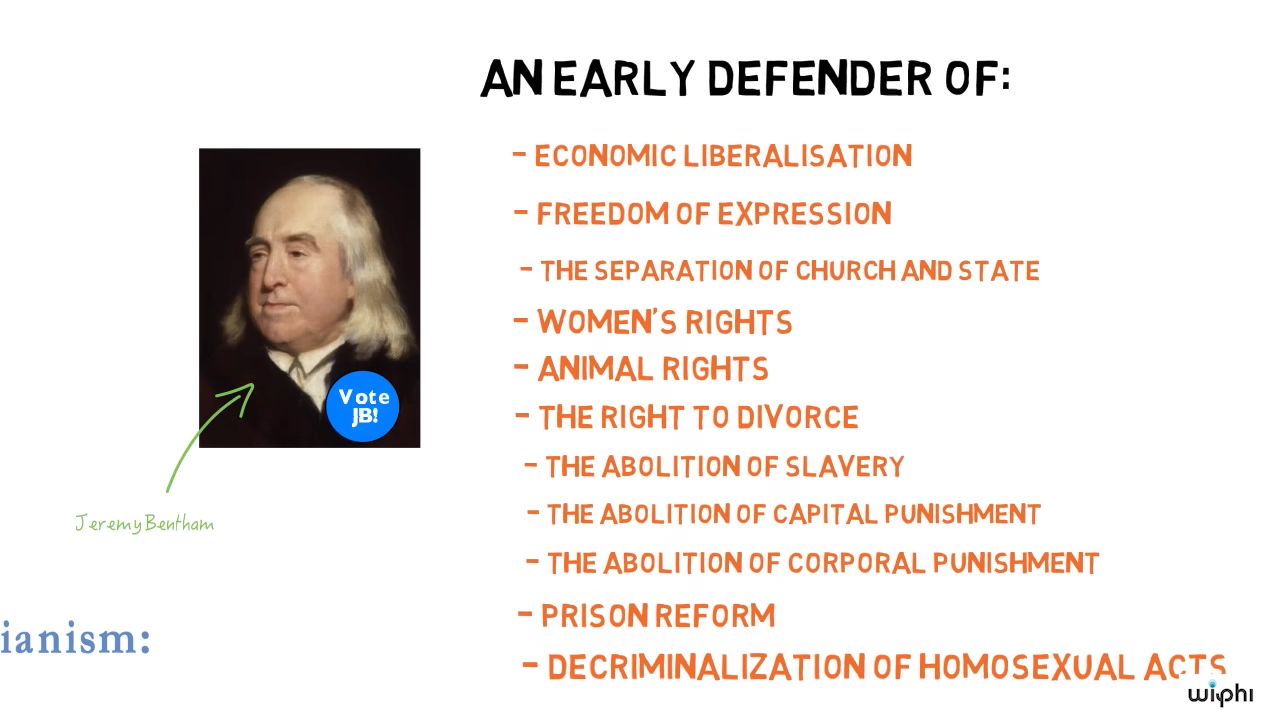 AN EARLY DEFENDER OF:
- ECONOMIC LIBERALISATION
- FREEDOM OF EXPRESSION
- THE SEPARATION OF CHURCH AND STATE
- WOMEN'S RIGHTS
- ANIMAL RIGHTS
- THE RIGHT TO DIVORCE
- THE ABOLITION OF SLAVERY
- THE ABOLITION OF CAPITAL PUNISHMENT
- THE ABOLITION OF CORPORAL PUNISHMENT
- PRISON REFORM
- DECRIMINALIZATION OF HOMOSEXUAL ACTS
Vote
JB!
Jeremy Bentham
ianism:
wiphi